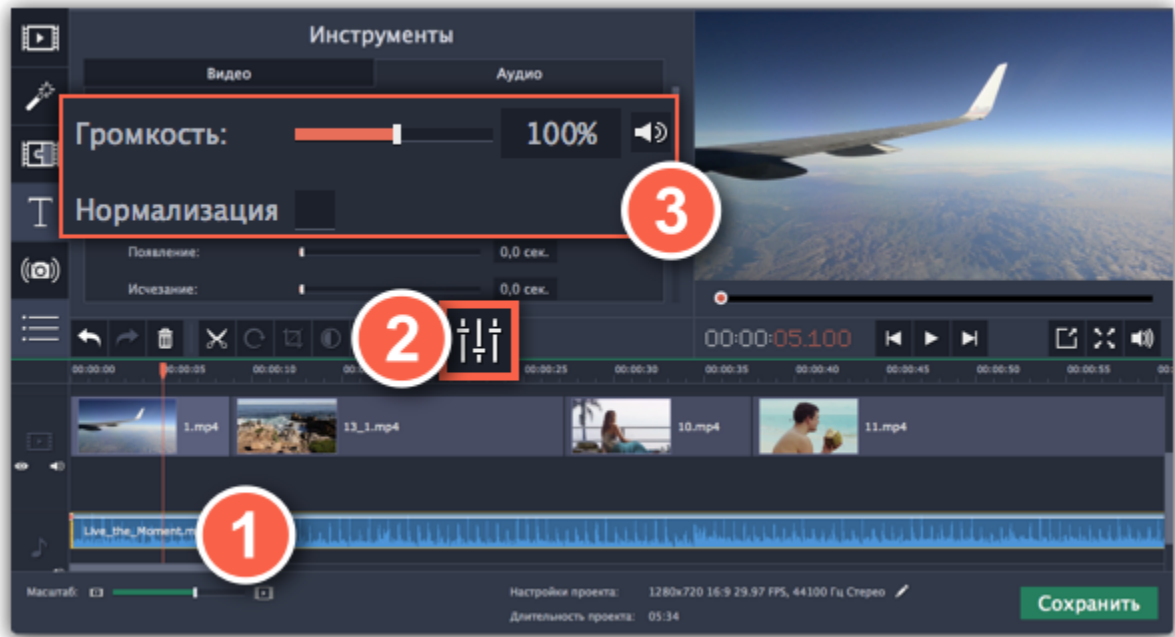 Инструменты
Видео Аудио
Громкость: 100%
3
Нормализация
Появление: 0,0 сек.
Исчезание: 0,0 сек.
2
00:00:05.100
00:00:00 00:00:05 00:00:10 00:00:25 00:00:30 00:00:35 00:00:40 00:00:45 00:00:50 00:00:55
1.mp4 13_1.mp4 10.mp4 11.mp4
Live_the_Moment.m
1
Масштаб: Настройки проекта: 1280x720 16:9 29.97 FPS, 44100 Гц Стерео
Длительность проекта: 05:34
Сохранить